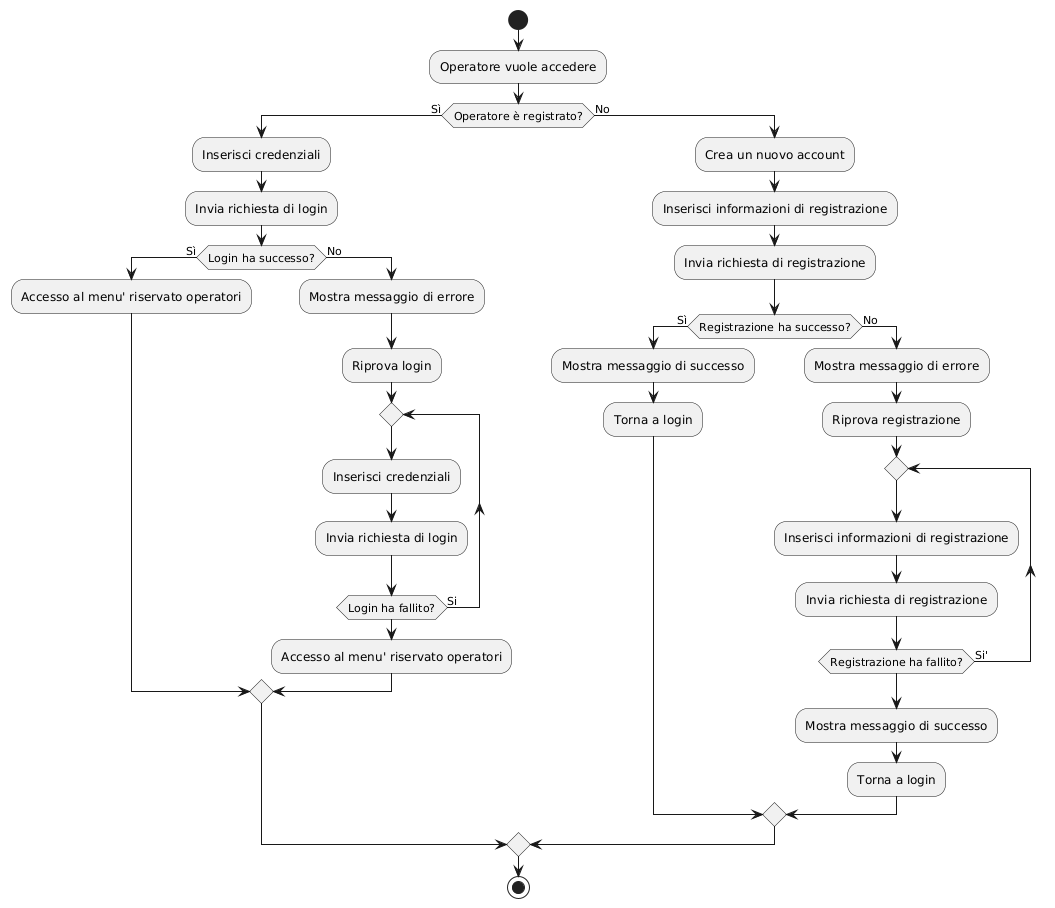 Operatore vuole accedere
Operatore è registrato?
Sì
No
Inserisci credenziali
Invia richiesta di login
Login ha successo?
Sì
No
Accesso al menu' riservato operatori
Mostra messaggio di errore
Riprova login
Inserisci credenziali
Invia richiesta di login
Login ha fallito?
Si
Accesso al menu' riservato operatori
Crea un nuovo account
Inserisci informazioni di registrazione
Invia richiesta di registrazione
Registrazione ha successo?
Sì
No
Mostra messaggio di successo
Torna a login
Mostra messaggio di errore
Riprova registrazione
Inserisci informazioni di registrazione
Invia richiesta di registrazione
Registrazione ha fallito?
Si'
Mostra messaggio di successo
Torna a login